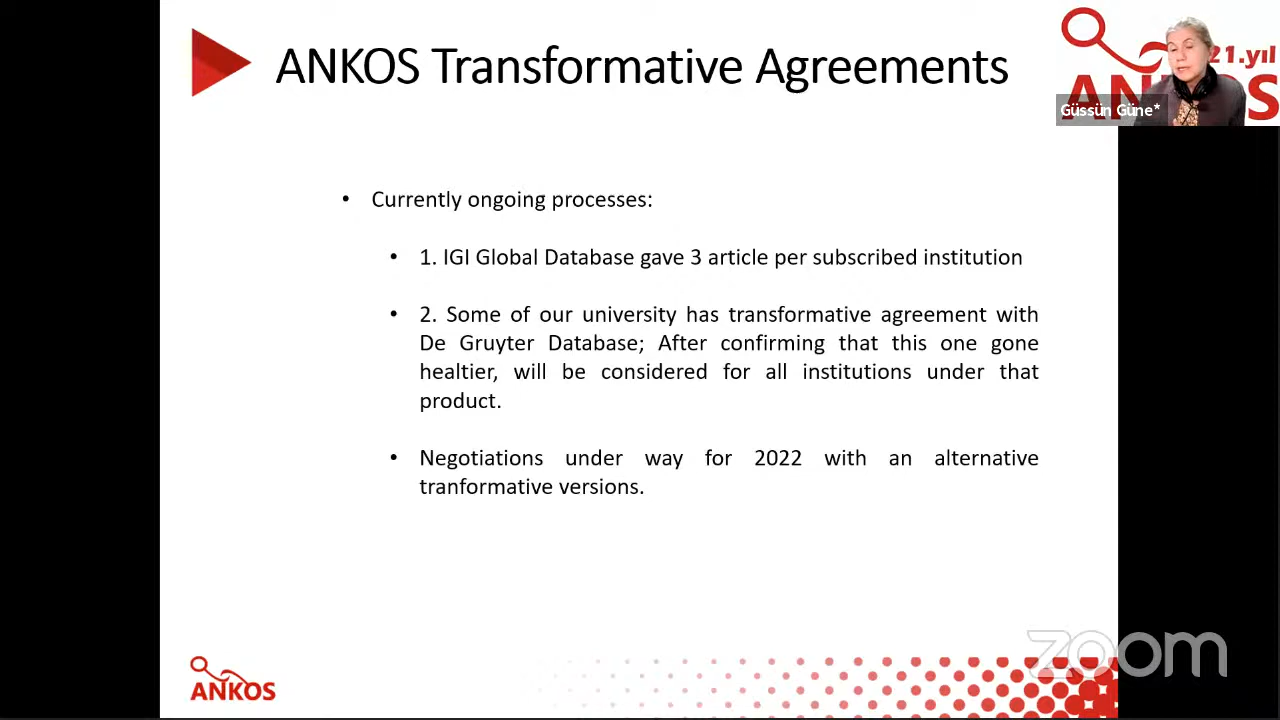 ANKOS Transformative Agreements
21.yıl
ANKOS
Güssün Güne*
• Currently ongoing processes:
• 1. IGI Global Database gave 3 article per subscribed institution
• 2. Some of our university has transformative agreement with
De Gruyter Database; After confirming that this one gone
healtier, will be considered for all institutions under that
product.
• Negotiations under way for 2022 with an alternative
tranformative versions.
ANKOS
zoom